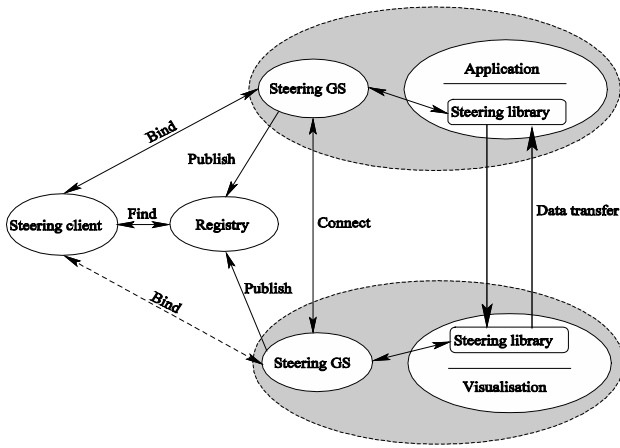 Application
Steering GS
Steering library
Bind
Publish
Steering client
Find
Registry
Connect
Data transfer
Bind
Publish
Steering GS
Steering library
Visualisation